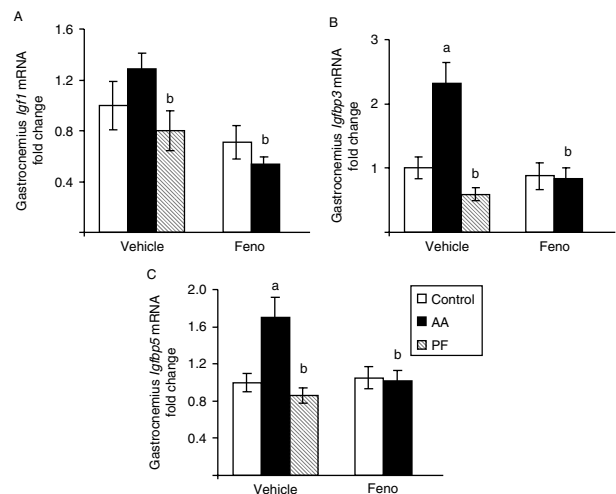 A
Gastrocnemius Igf1 mRNA
fold change
1.6
1.2
0.8
0.4
b
b
Vehicle
Feno
B
Gastrocnemius Igfbp3 mRNA
fold change
3
2
1
a
b
b
Vehicle
Feno
C
Gastrocnemius Igfbp5 mRNA
fold change
2.0
1.6
1.2
0.8
0.4
a
b
b
Vehicle
Feno
Control
AA
PF